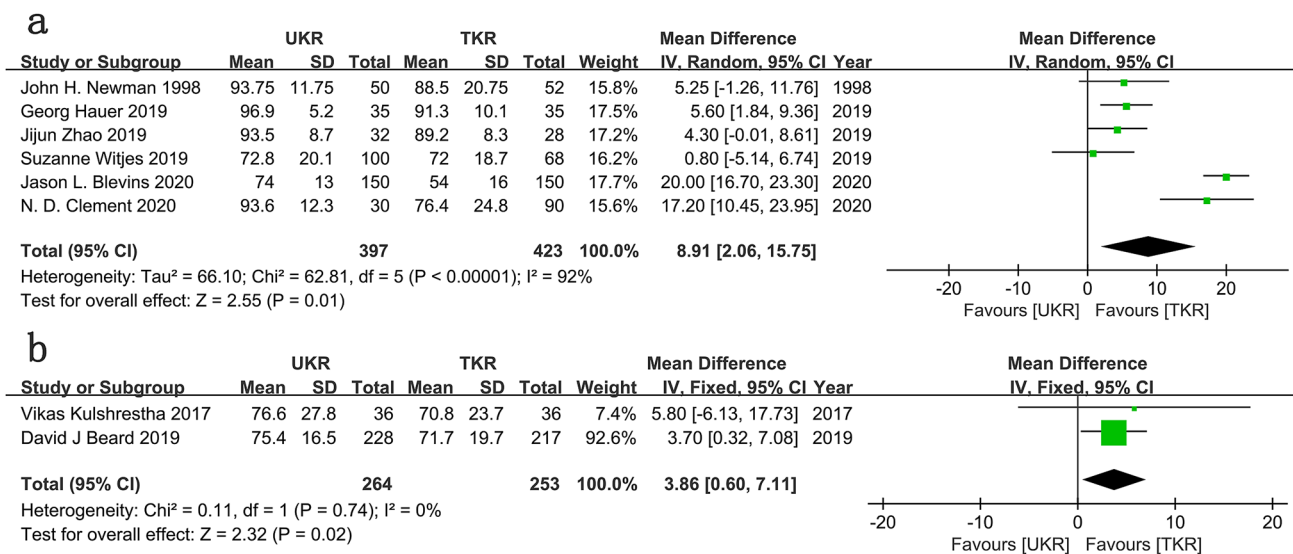 a
UKR TKR Mean Difference Mean Difference
Study or Subgroup Mean SD Total Mean SD Total Weight IV, Random, 95% CI Year IV, Random, 95% CI
John H. Newman 1998 93.75 11.75 50 88.5 20.75 52 15.8% 5.25 [-1.26, 11.76] 1998
Georg Hauer 2019 96.9 5.2 35 91.3 10.1 35 17.5% 5.60 [1.84, 9.36] 2019
Jijun Zhao 2019 93.5 8.7 32 89.2 8.3 28 17.2% 4.30 [-0.01, 8.61] 2019
Suzanne Witjes 2019 72.8 20.1 100 72 18.7 68 16.2% 0.80 [-5.14, 6.74] 2019
Jason L. Blevins 2020 74 13 150 54 16 150 17.7% 20.00 [16.70, 23.30] 2020
N. D. Clement 2020 93.6 12.3 30 76.4 24.8 90 15.6% 17.20 [10.45, 23.95] 2020
Total (95% CI) 397 423 100.0% 8.91 [2.06, 15.75]
Heterogeneity: Tau² = 66.10; Chi² = 62.81, df = 5 (P < 0.00001); I² = 92%
Test for overall effect: Z = 2.55 (P = 0.01)
-20 -10 0 10 20
Favours [UKR] Favours [TKR]
b
UKR TKR Mean Difference Mean Difference
Study or Subgroup Mean SD Total Mean SD Total Weight IV, Fixed, 95% CI Year IV, Fixed, 95% CI
Vikas Kulshrestha 2017 76.6 27.8 36 70.8 23.7 36 7.4% 5.80 [-6.13, 17.73] 2017
David J Beard 2019 75.4 16.5 228 71.7 19.7 217 92.6% 3.70 [0.32, 7.08] 2019
Total (95% CI) 264 253 100.0% 3.86 [0.60, 7.11]
Heterogeneity: Chi² = 0.11, df = 1 (P = 0.74); I² = 0%
Test for overall effect: Z = 2.32 (P = 0.02)
-20 -10 0 10 20
Favours [UKR] Favours [TKR]